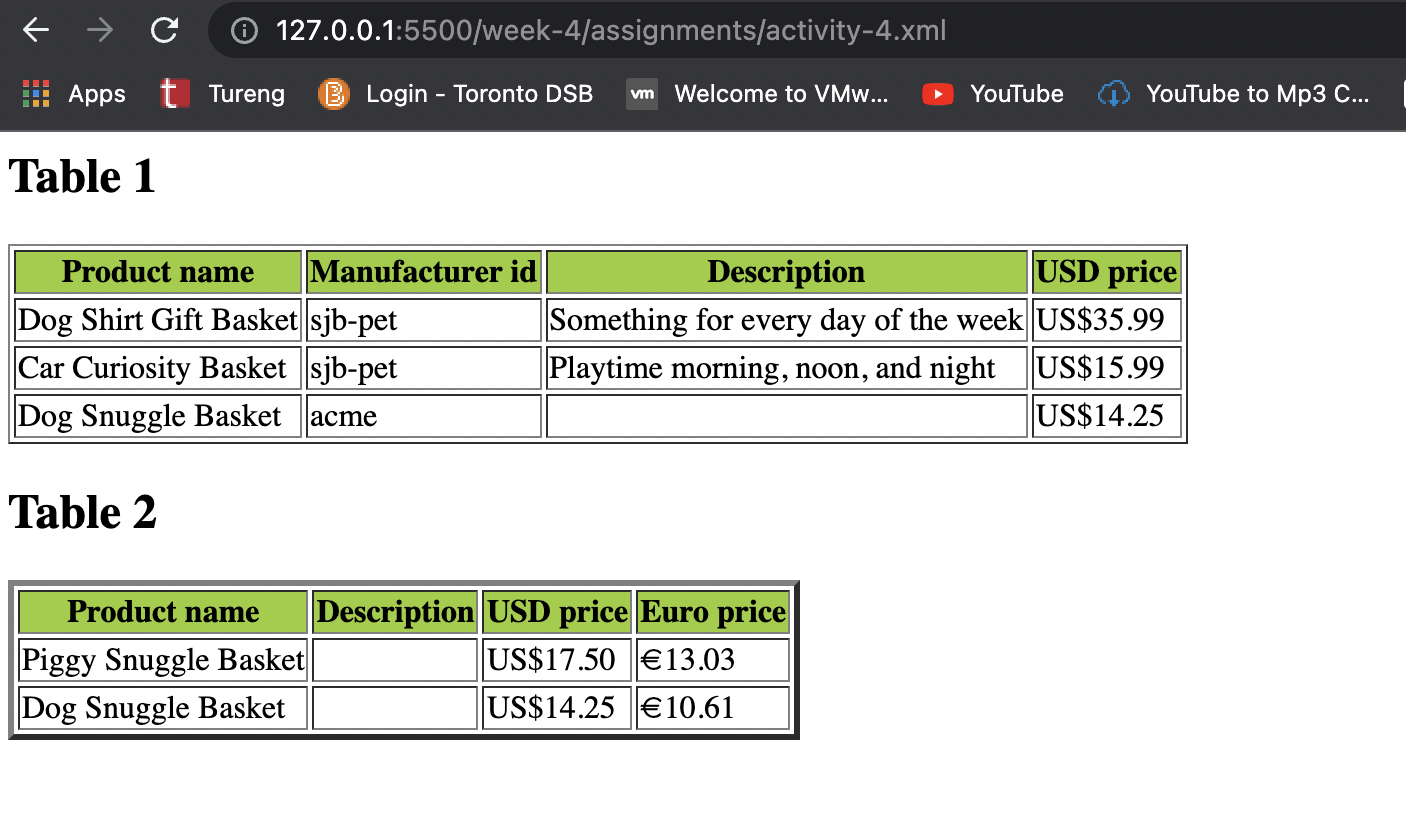 127.0.0.1:5500/week-4/assignments/activity-4.xml
Apps Tureng Login - Toronto DSB vm Welcome to VMw... YouTube YouTube to Mp3 C...
Table 1
Product name Manufacturer id Description USD price
Dog Shirt Gift Basket sjb-pet Something for every day of the week US$35.99
Car Curiosity Basket sjb-pet Playtime morning, noon, and night US$15.99
Dog Snuggle Basket acme US$14.25
Table 2
Product name Description USD price Euro price
Piggy Snuggle Basket US$17.50 €13.03
Dog Snuggle Basket US$14.25 €10.61